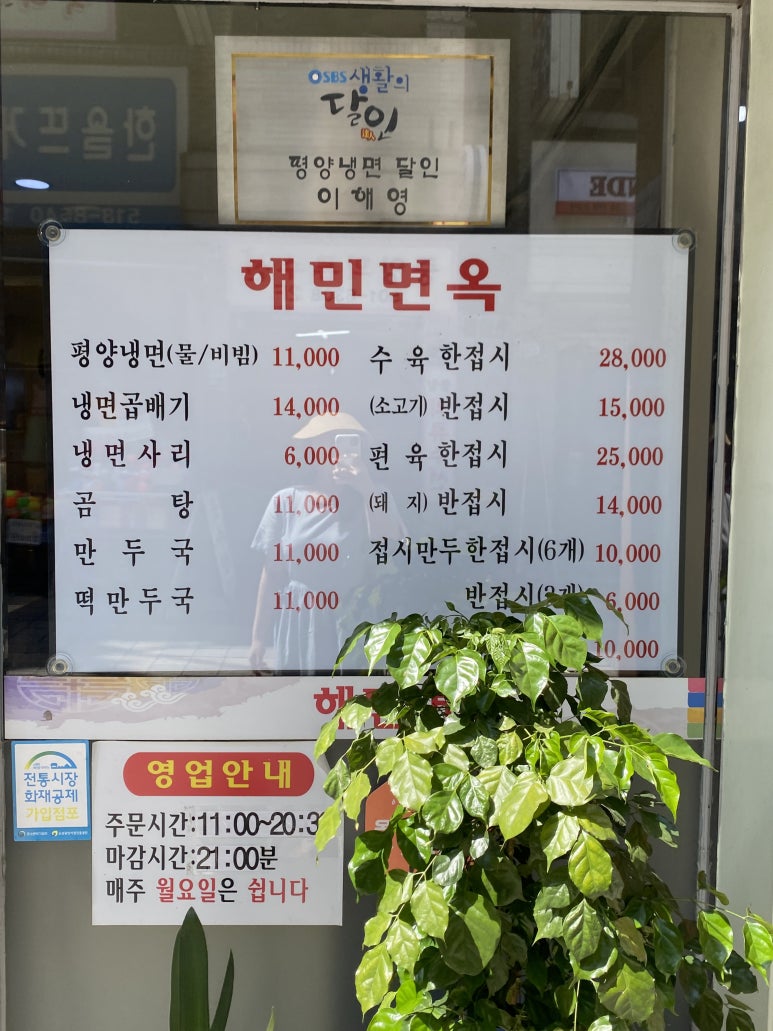 SBS 생활의
달인
평양냉면 달인
이해영
해민면옥
평양냉면(물/비빔) 11,000
냉면곱배기 14,000
냉면사리 6,000
곰탕 11,000
만두국 11,000
떡만두국 11,000
수육 한접시 28,000
(소고기) 반접시 15,000
편육 한접시 25,000
(돼지) 반접시 14,000
접시만두한접시(6개) 10,000
반접시(3개) 6,000
10,000
해민
전통시장
화재공제
가입점포
영업안내
주문시간:11:00~20:3
마감시간:21:00분
매주 월요일은 쉽니다